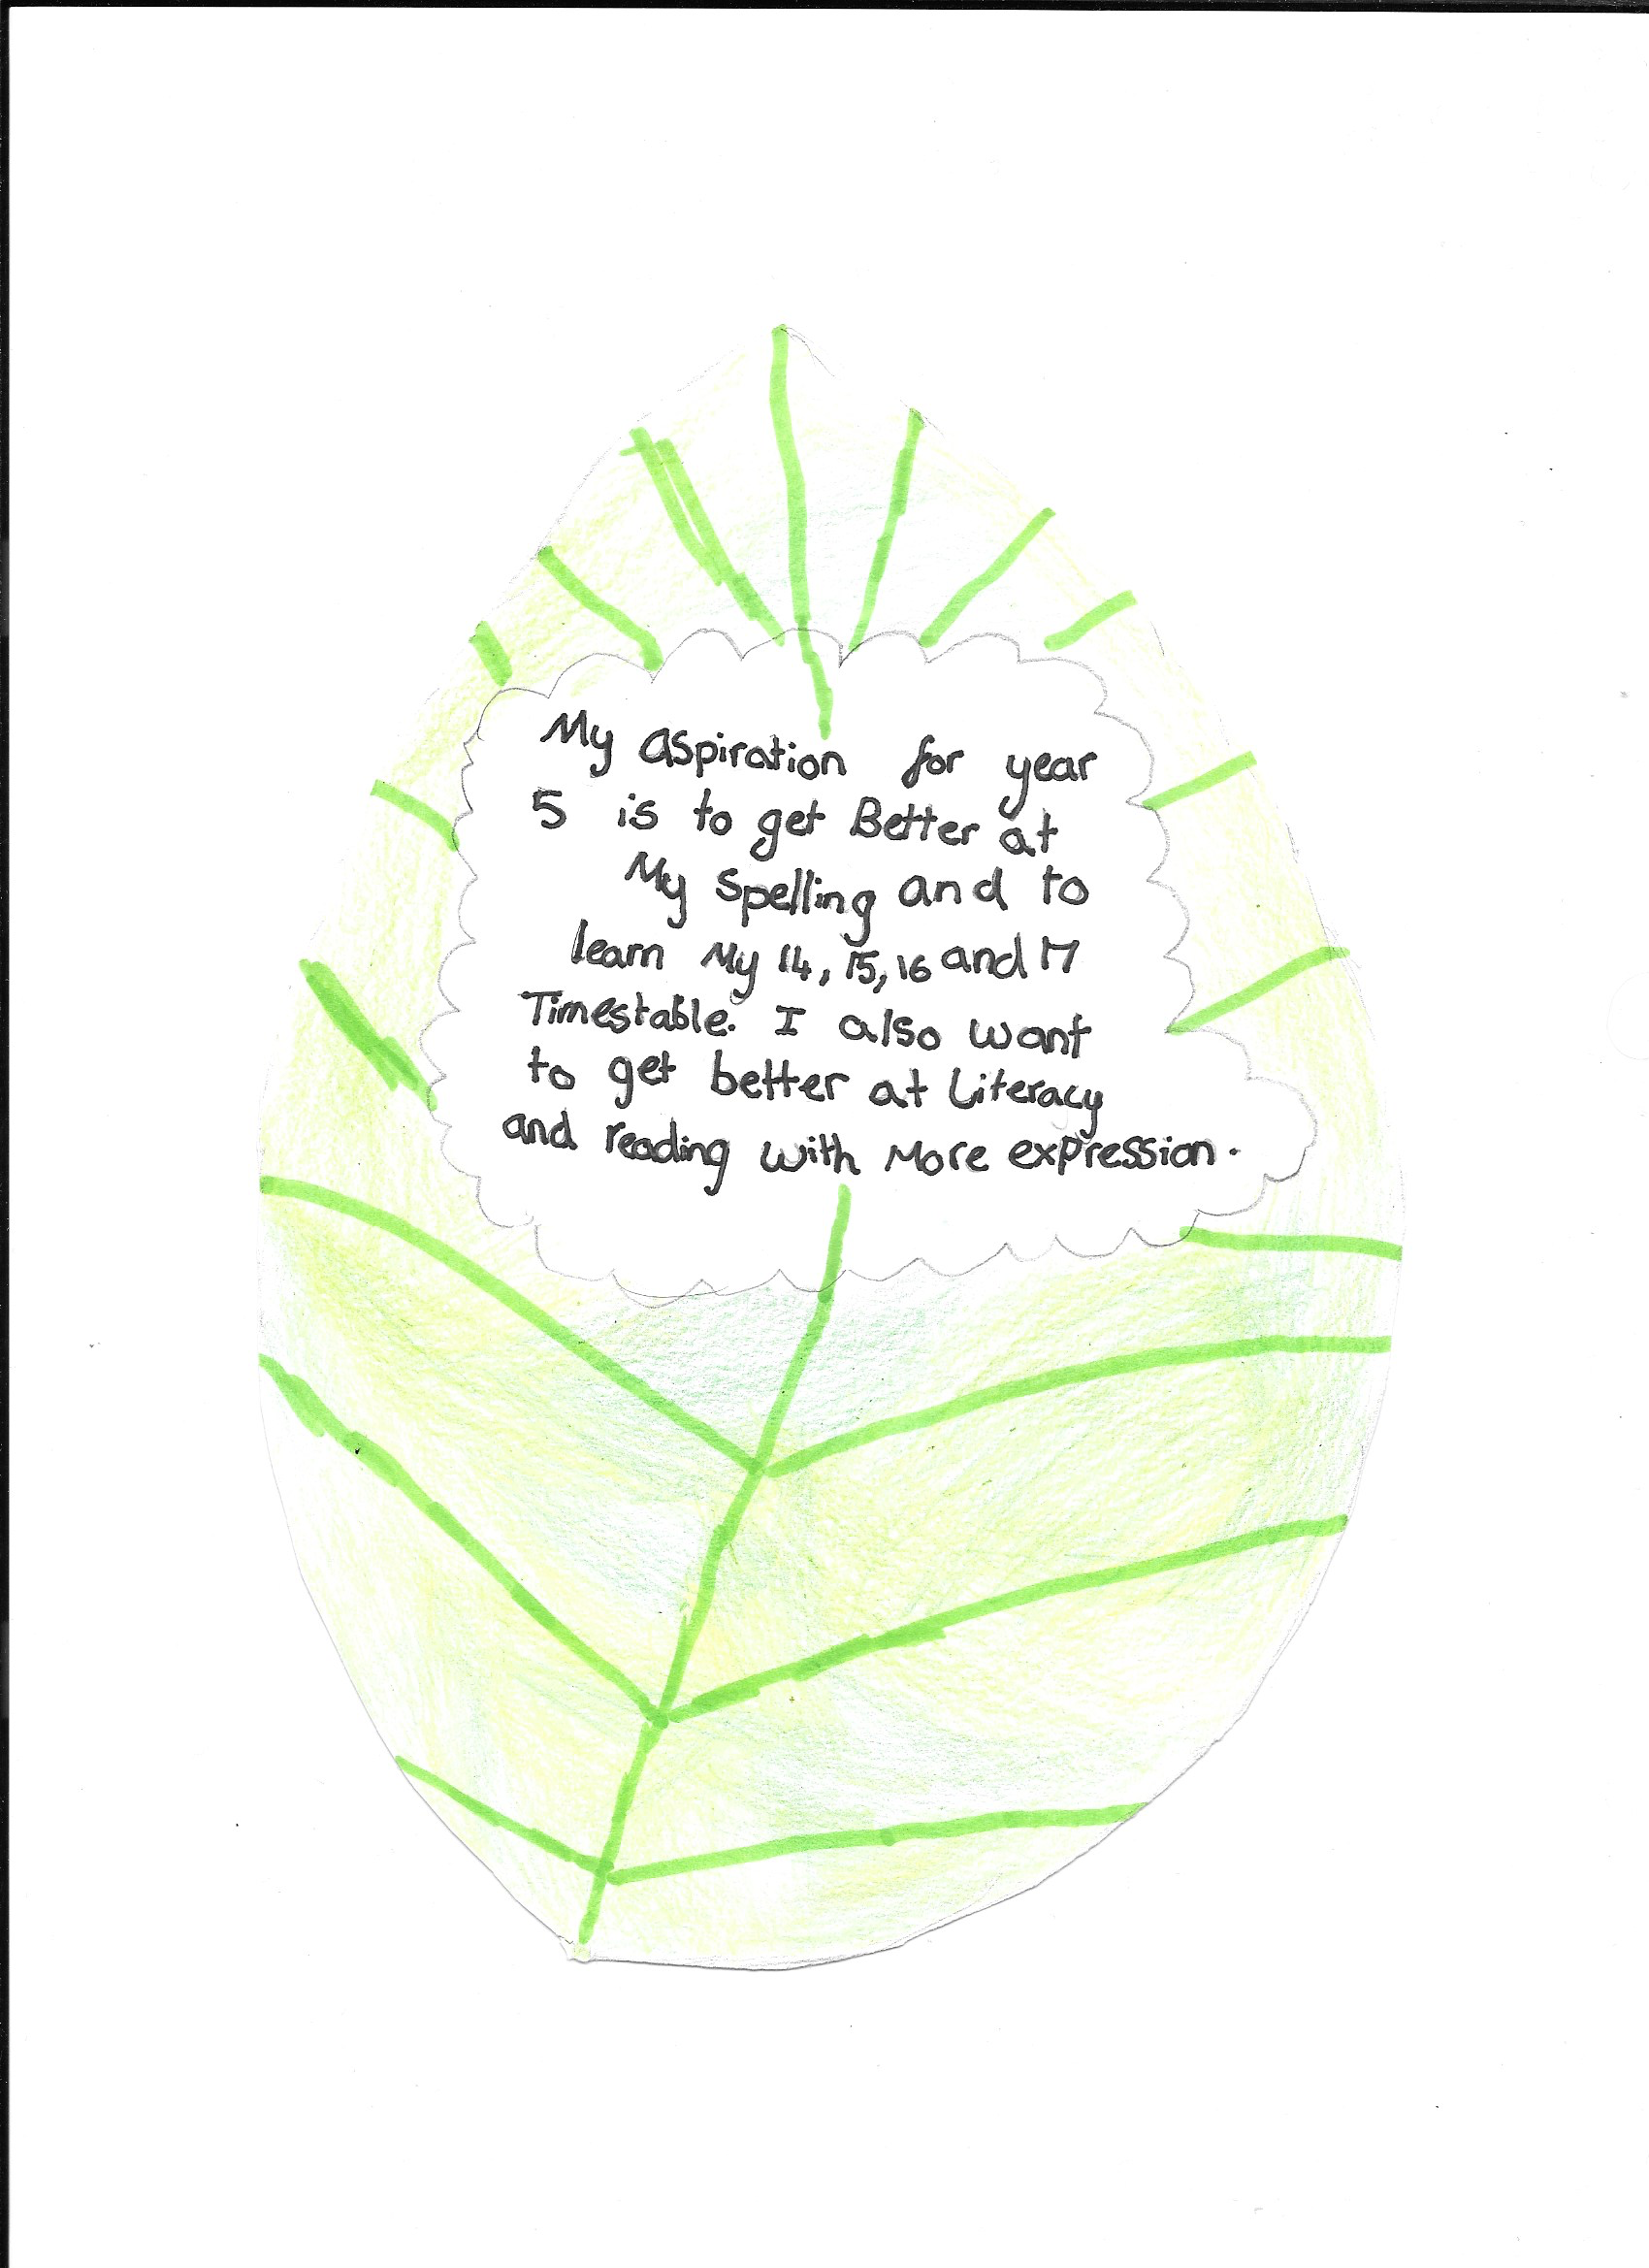 My aspiration for year
5 is to get Better at
My spelling and to
learn My 14, 15, 16 and 17
Timestable. I also want
to get better at Literacy
and reading with More expression.